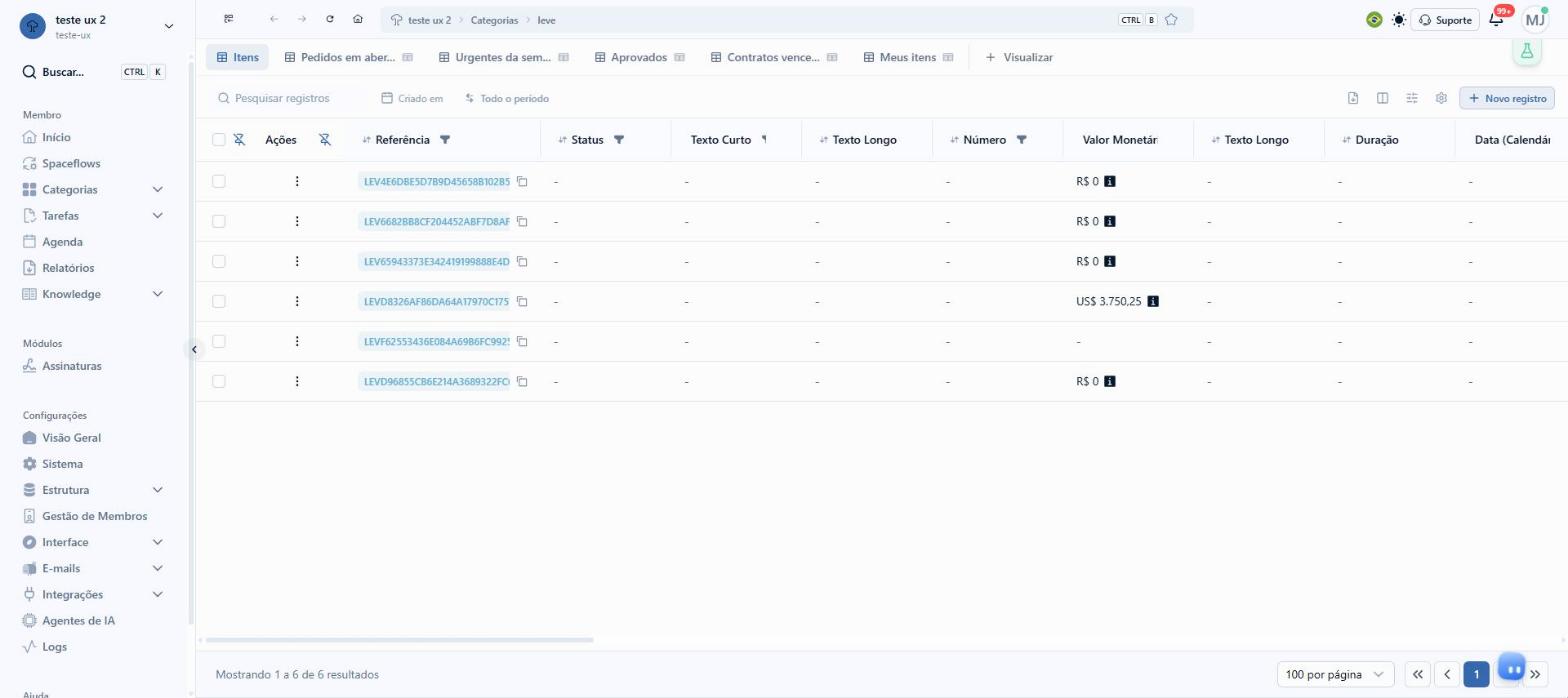 teste ux 2
teste-ux
Buscar...
CTRL K
Membro
Início
Spaceflows
Categorias
Tarefas
Agenda
Relatórios
Knowledge
Módulos
Assinaturas
Configurações
Visão Geral
Sistema
Estrutura
Gestão de Membros
Interface
E-mails
Integrações
Agentes de IA
Logs
Ajuda
teste ux 2 > Categorias > leve
CTRL B
Suporte
99+
MJ
Itens
Pedidos em aber...
Urgentes da sem...
Aprovados
Contratos vence...
Meus itens
+ Visualizar
Pesquisar registros
Criado em
Todo o período
+ Novo registro
Ações Referência Status Texto Curto Texto Longo Número Valor Monetár Texto Longo Duração Data (Calendár
LEV4E6DBE5D7B9D45658B102B5 - - - - R$ 0 - - -
LEV6682BB8CF204452ABF7D8AF - - - - R$ 0 - - -
LEV65943373E342419199888E4D - - - - R$ 0 - - -
LEVD8326AF86DA64A17970C175 - - - - US$ 3.750,25 - - -
LEVF62553436E084A69B6FC992 - - - - - - - -
LEVD96855CB6E214A3689322FC - - - - R$ 0 - - -
Mostrando 1 a 6 de 6 resultados
100 por página
1